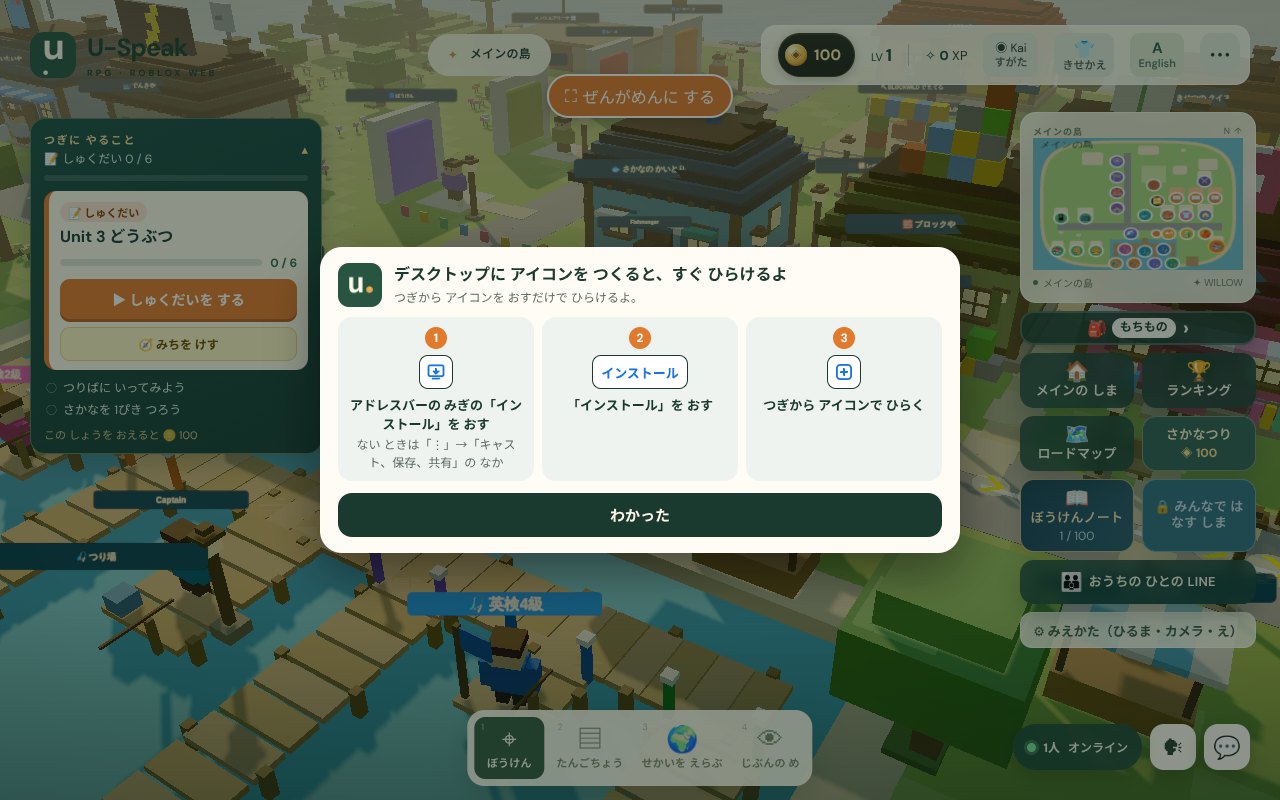 u
U-Speak
RPG · ROBLOX WEB
メインの島
ぜんがめんに する
100
LV 1
0 XP
Kai
すがた
きせかえ
A
English
つぎに やること
しゅくだい 0 / 6
しゅくだい
Unit 3 どうぶつ
0 / 6
▶ しゅくだいを する
みちを けす
つりばに いってみよう
さかなを 1ぴき つろう
この しょうを おえると 100
u.
デスクトップに アイコンを つくると、すぐ ひらけるよ
つぎから アイコンを おすだけで ひらけるよ。
1
アドレスバーの みぎの「イン
ストール」を おす
ない ときは「⋮」→「キャス
ト、保存、共有」の なか
2
インストール
「インストール」を おす
3
つぎから アイコンで ひらく
わかった
メインの島
N ↑
メインの島
メインの島
WILLOW
もちもの ›
メインの しま
ランキング
ロードマップ
さかなつり
100
ぼうけんノート
1 / 100
みんなで は
なす しま
おうちの ひとの LINE
みえかた（ひるま・カメラ・え）
さかなの かいとり
Fishmonger
ブロックや
Captain
つり場
英検4級
1
ぼうけん
2
たんごちょう
3
せかいを えらぶ
4
じぶんの め
1人 オンライン